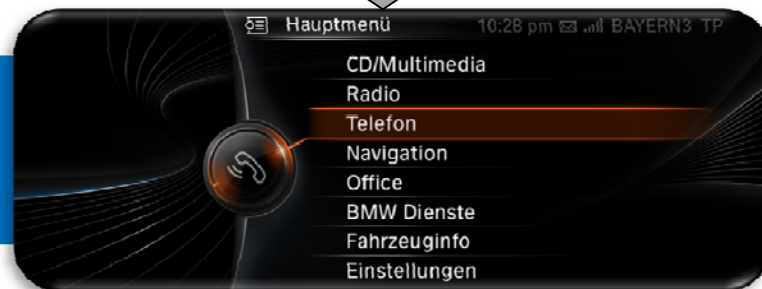 Hauptmenü 10:28 pm BAYERN3 TP
CD/Multimedia
Radio
Telefon
Navigation
Office
BMW Dienste
Fahrzeuginfo
Einstellungen